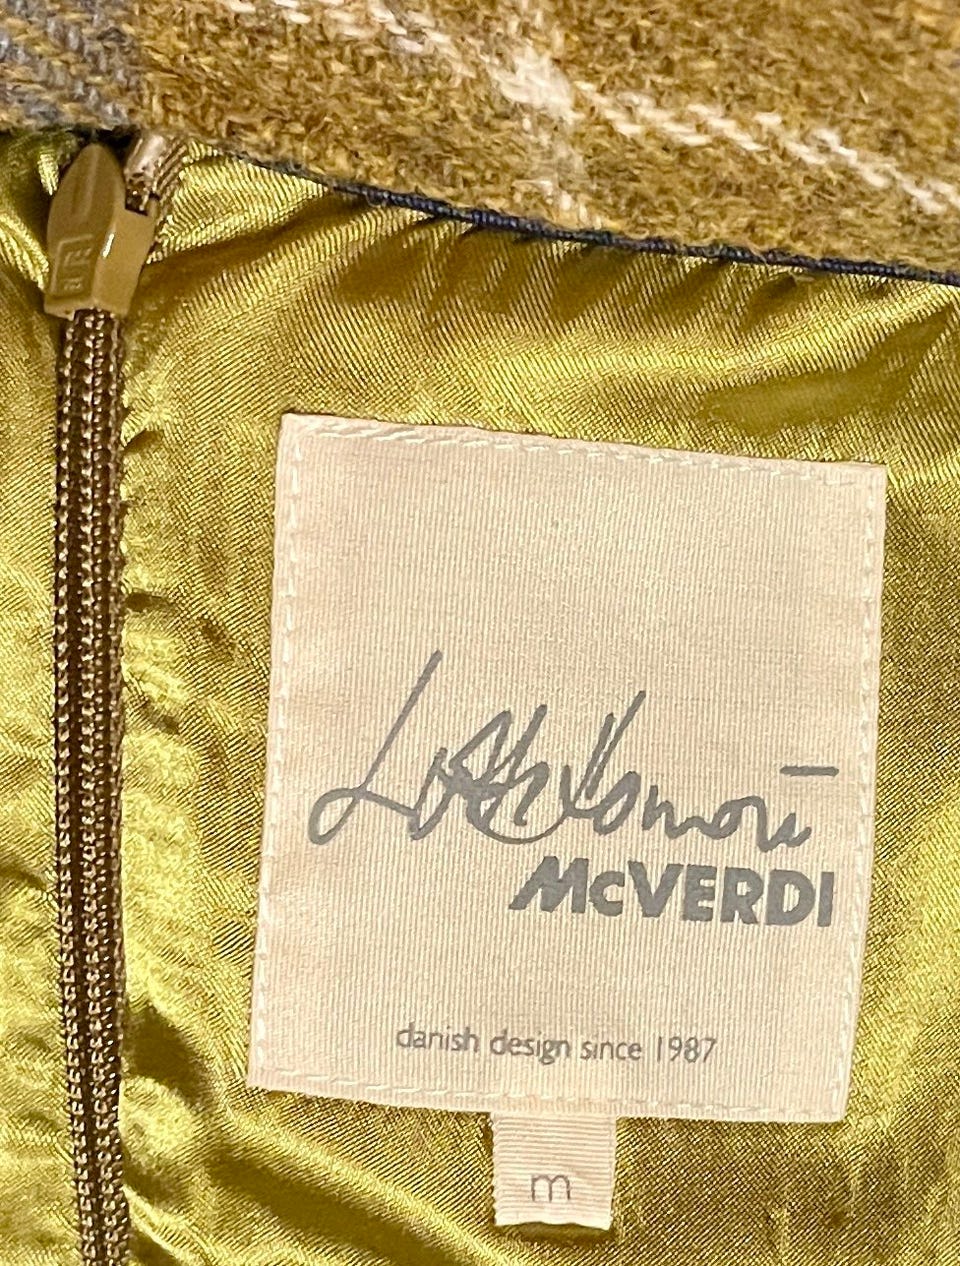 McVERDI
danish design since 1987
m